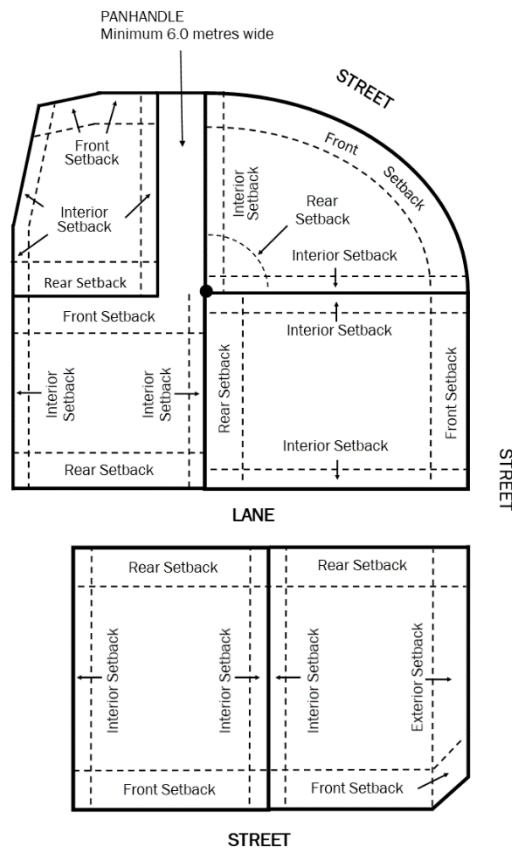 PANHANDLE
Minimum 6.0 metres wide
STREET
Front
Setback
Front
Setback
Interior
Setback
Rear
Setback
Interior
Setback
Interior Setback
Rear Setback
Front Setback
Interior Setback
Interior
Setback
Interior
Setback
Rear Setback
Front Setback
Interior Setback
Rear Setback
STREET
LANE
Rear Setback
Rear Setback
Interior Setback
Interior Setback
Interior Setback
Exterior Setback
Front Setback
Front Setback
STREET